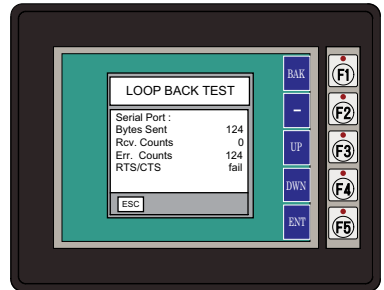 LOOP BACK TEST
Serial Port :
Bytes Sent 124
Rcv. Counts 0
Err. Counts 124
RTS/CTS fail
ESC
BAK
–
UP
DWN
ENT
F1
F2
F3
F4
F5